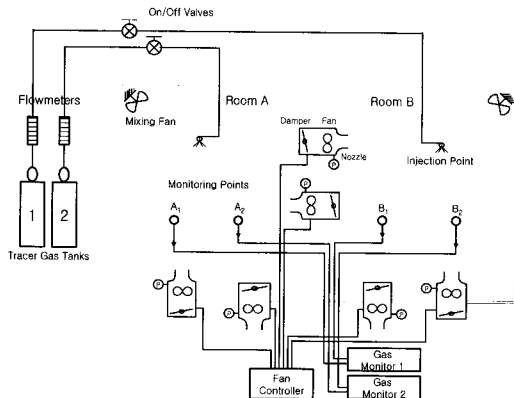 On/Off Valves
Flowmeters
Mixing Fan
Room A
Room B
Damper Fan
P
Nozzle
Injection Point
P
Monitoring Points
A1
A2
B1
B2
1
2
Tracer Gas Tanks
P
P
P
P
Fan
Controller
Gas
Monitor 1
Gas
Monitor 2